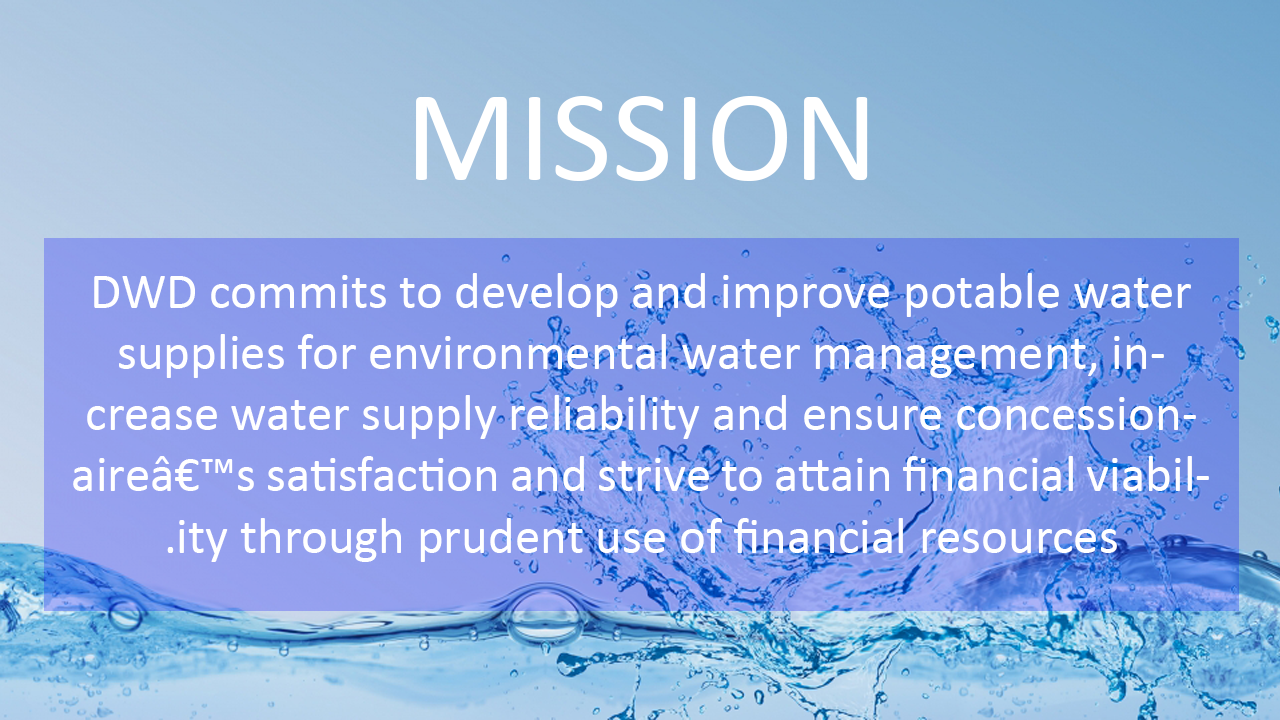 MISSION
DWD commits to develop and improve potable water
supplies for environmental water management, in-
crease water supply reliability and ensure concession-
aireâ€™s satisfaction and strive to attain financial viabil-
.ity through prudent use of financial resources